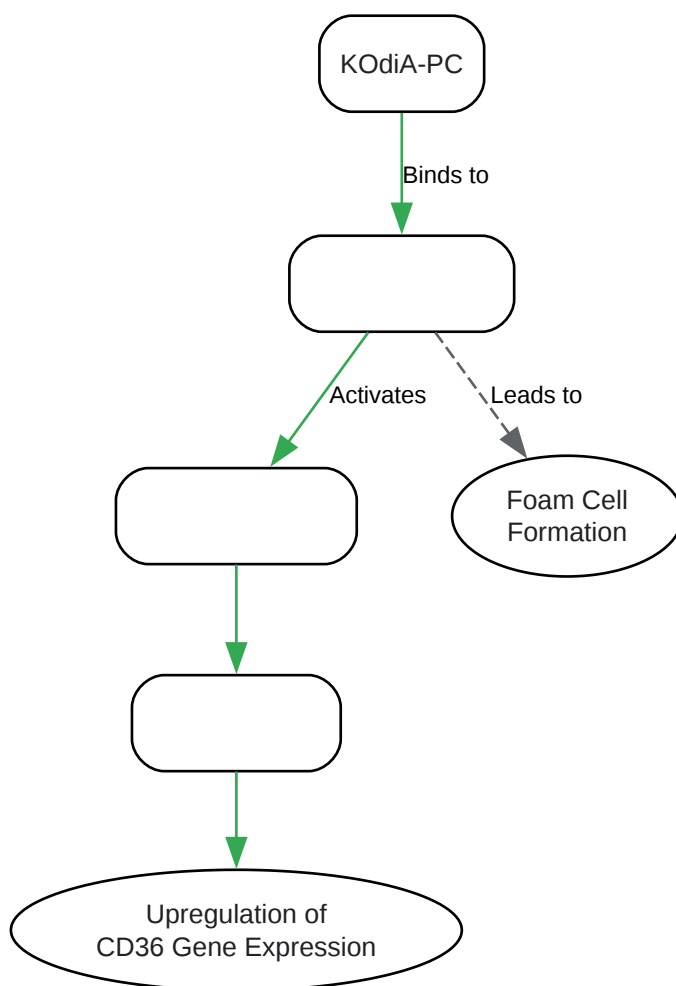 KOdiA-PC
Binds to
Activates
Leads to
Foam Cell
Formation
Upregulation of
CD36 Gene Expression